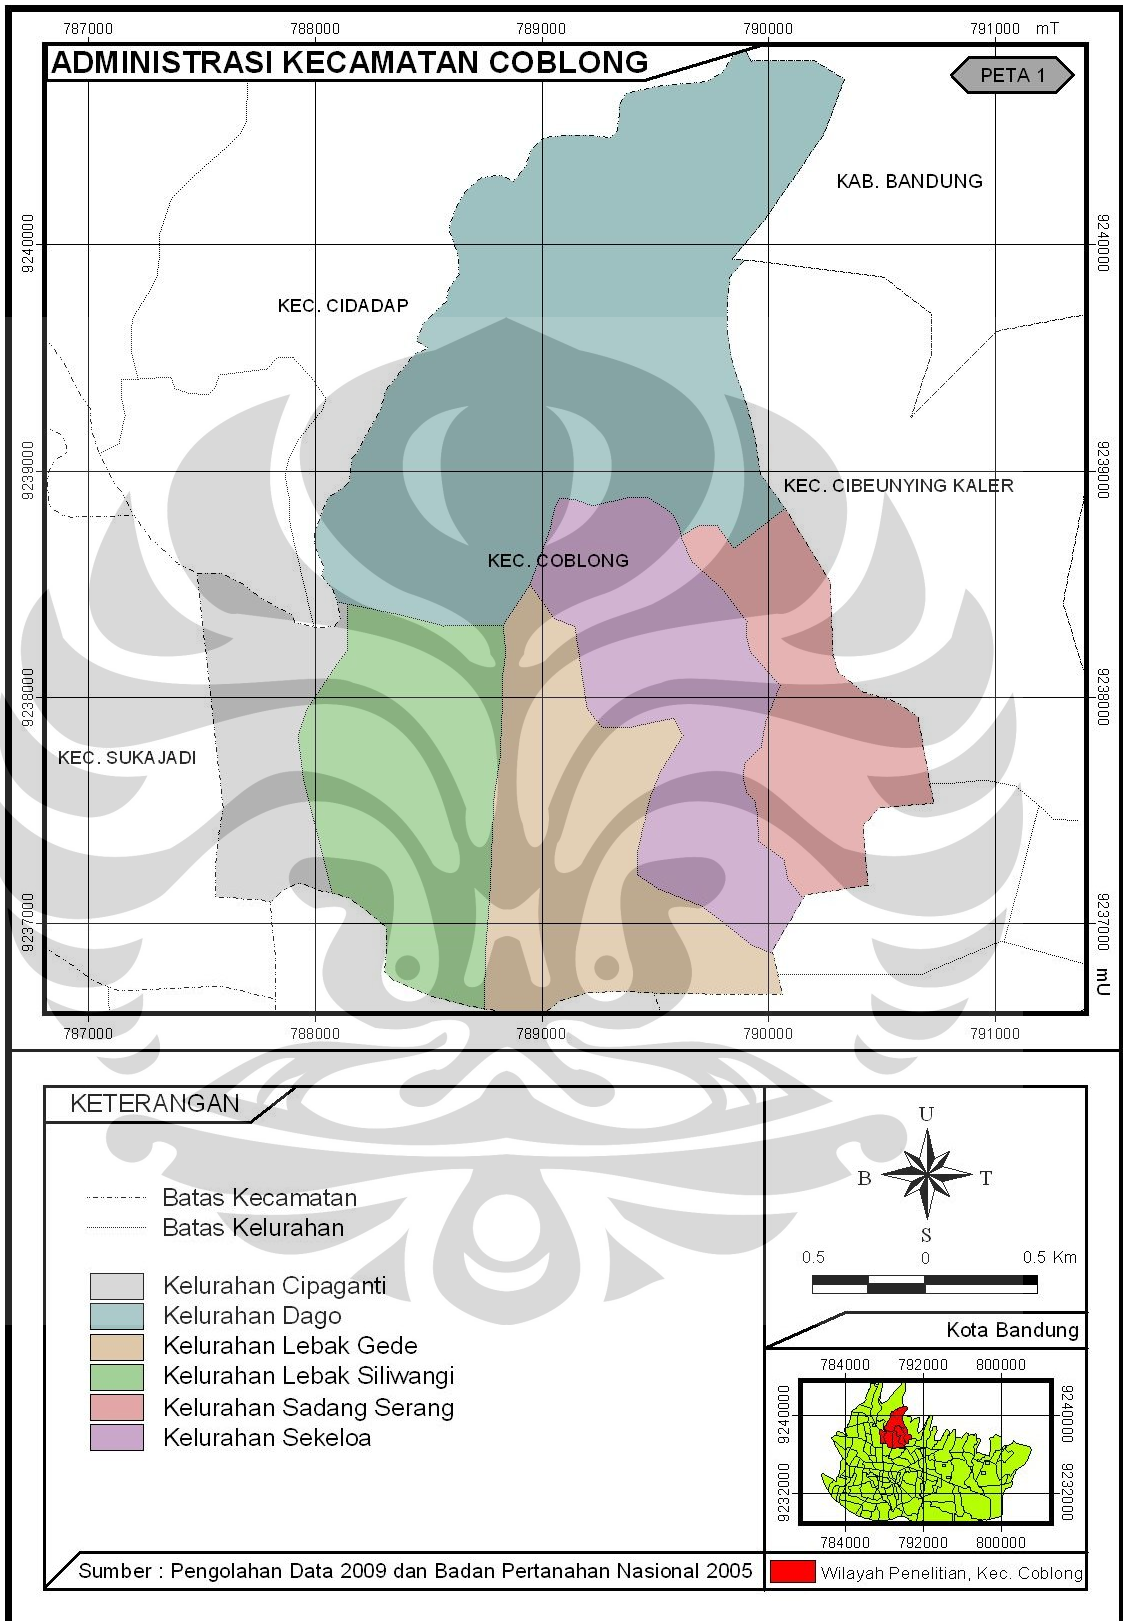 787000 788000 789000 790000 791000 mT
ADMINISTRASI KECAMATAN COBLONG
PETA 1
KAB. BANDUNG
9240000 9240000
KEC. CIDADAP
9239000 9239000
KEC. CIBEUNYING KALER
KEC. COBLONG
9238000 9238000
KEC. SUKAJADI
9237000 9237000 mU
787000 788000 789000 790000 791000
KETERANGAN
Batas Kecamatan
Batas Kelurahan
Kelurahan Cipaganti
Kelurahan Dago
Kelurahan Lebak Gede
Kelurahan Lebak Siliwangi
Kelurahan Sadang Serang
Kelurahan Sekeloa
U
B T
S
0.5 0 0.5 Km
Kota Bandung
784000 792000 800000
9240000 9240000
9232000 9232000
784000 792000 800000
Sumber : Pengolahan Data 2009 dan Badan Pertanahan Nasional 2005
Wilayah Penelitian, Kec. Coblong